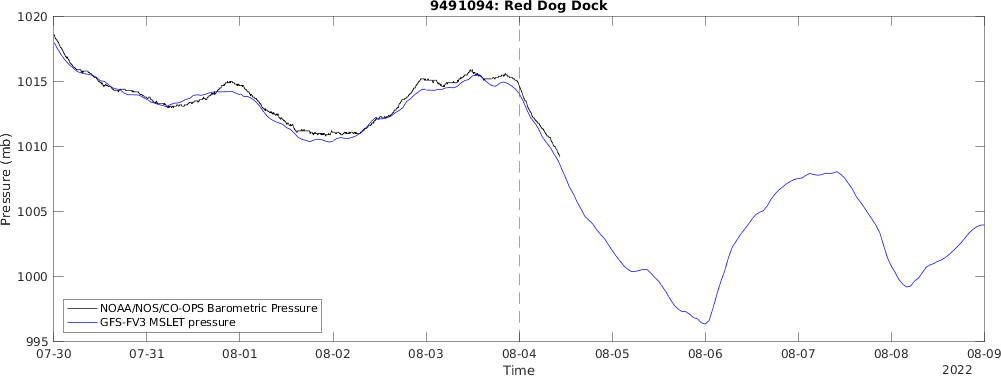 9491094: Red Dog Dock
1020
1015
1010
1005
1000
995
Pressure (mb)
NOAA/NOS/CO-OPS Barometric Pressure
GFS-FV3 MSLET pressure
07-30 07-31 08-01 08-02 08-03 08-04 08-05 08-06 08-07 08-08 08-09
Time
2022